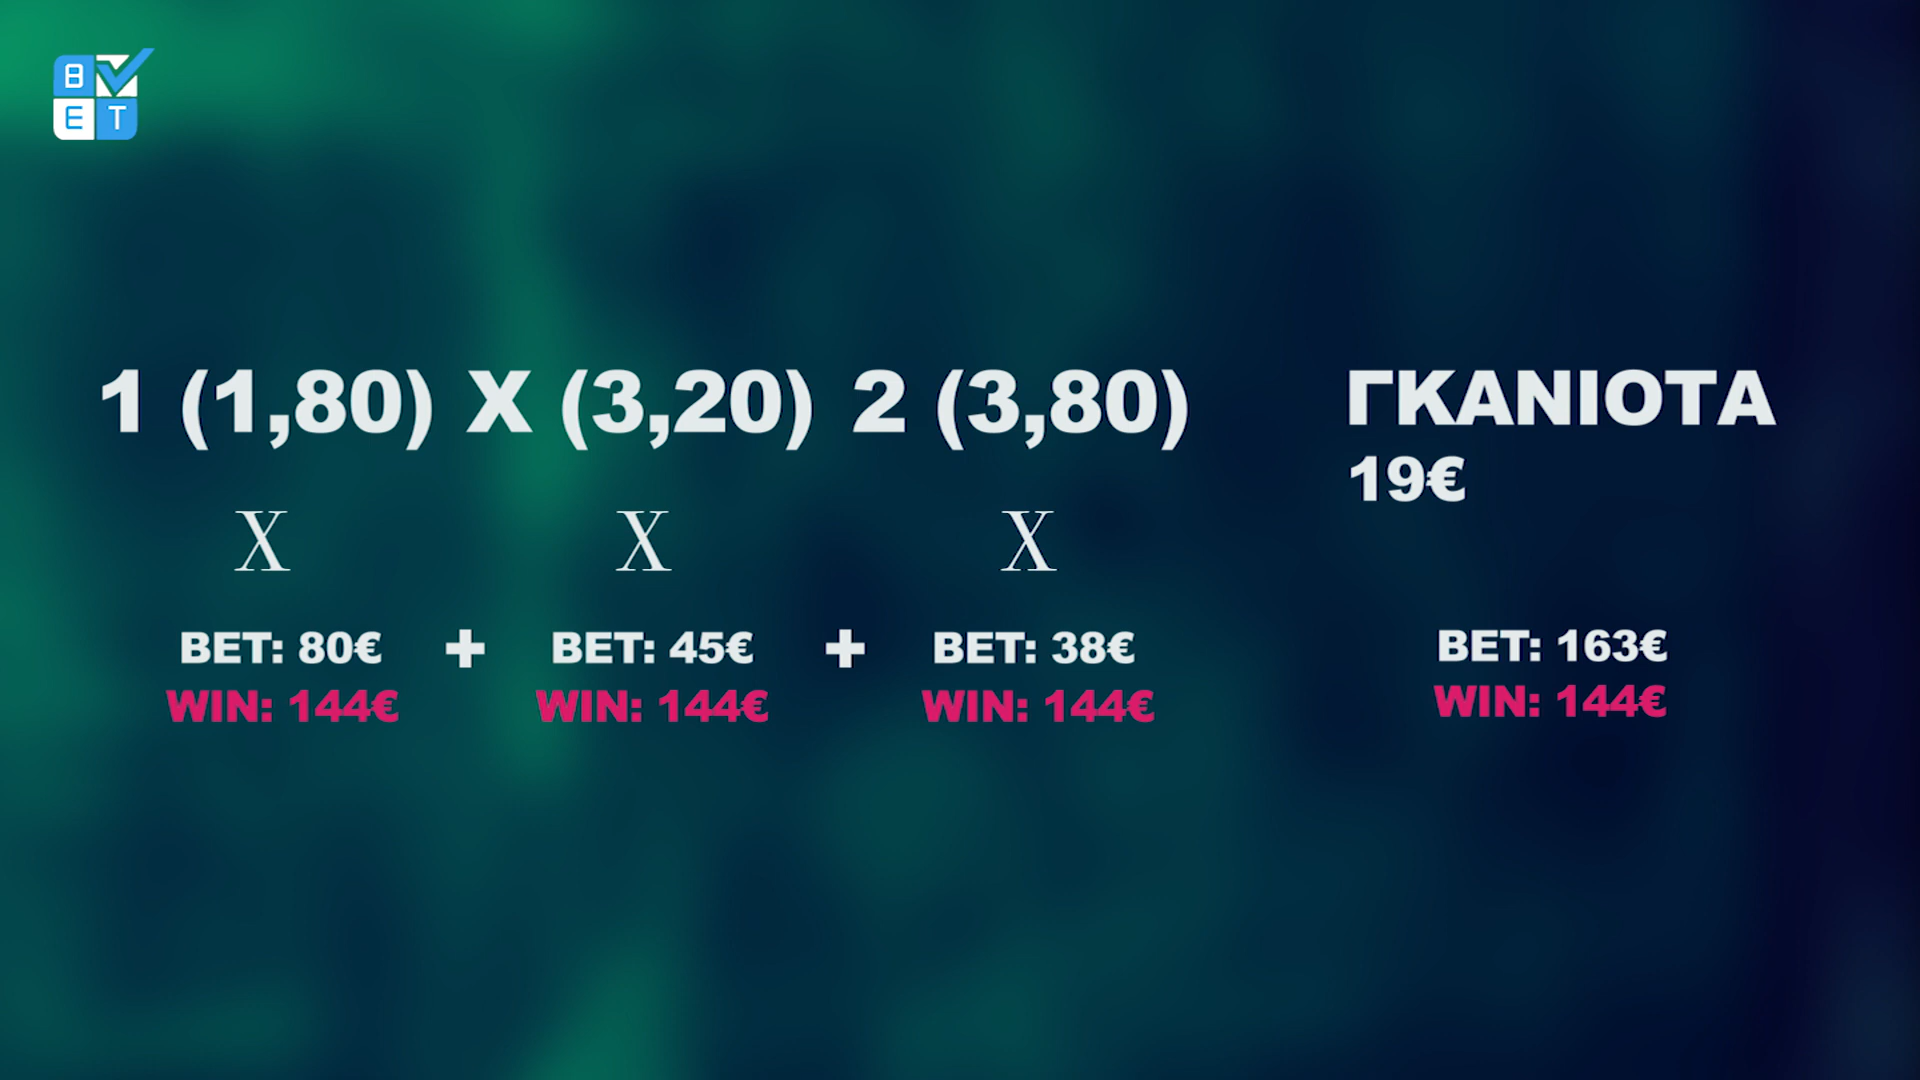 B
ET
1 (1,80) X (3,20) 2 (3,80)
ΓΚΑΝΙΟΤΑ
19€
X X X
BET: 80€ + BET: 45€ + BET: 38€
WIN: 144€ WIN: 144€ WIN: 144€
BET: 163€
WIN: 144€